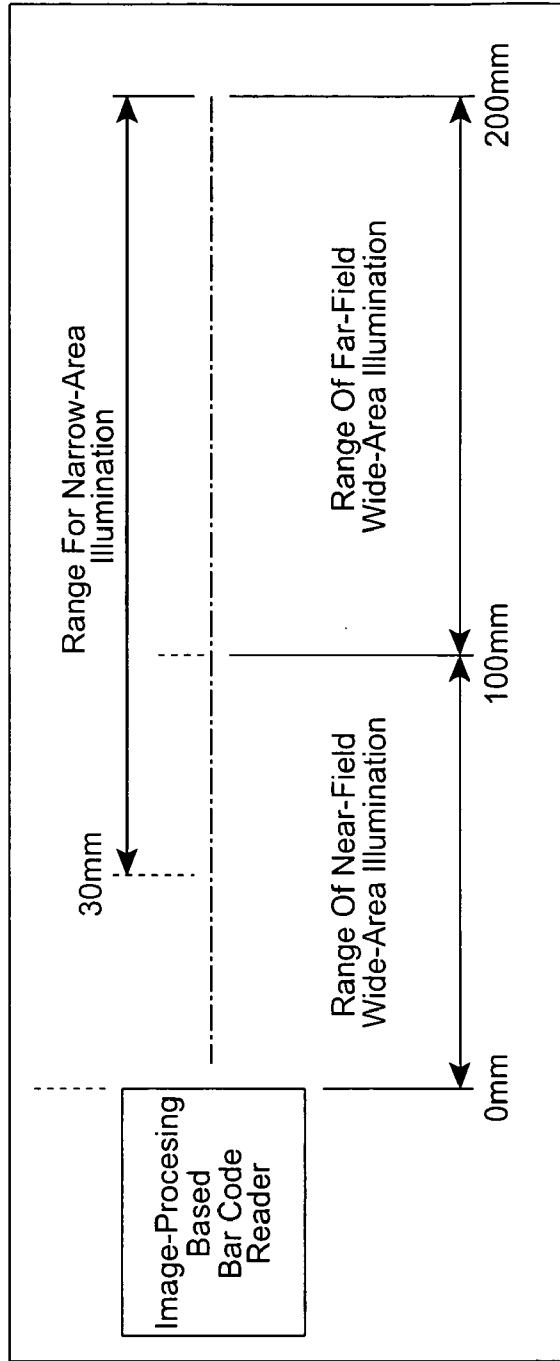 Image-Procesing
Based
Bar Code
Reader
30mm
Range For Narrow-Area
Illumination
Range Of Near-Field
Wide-Area Illumination
Range Of Far-Field
Wide-Area Illumination
0mm
100mm
200mm